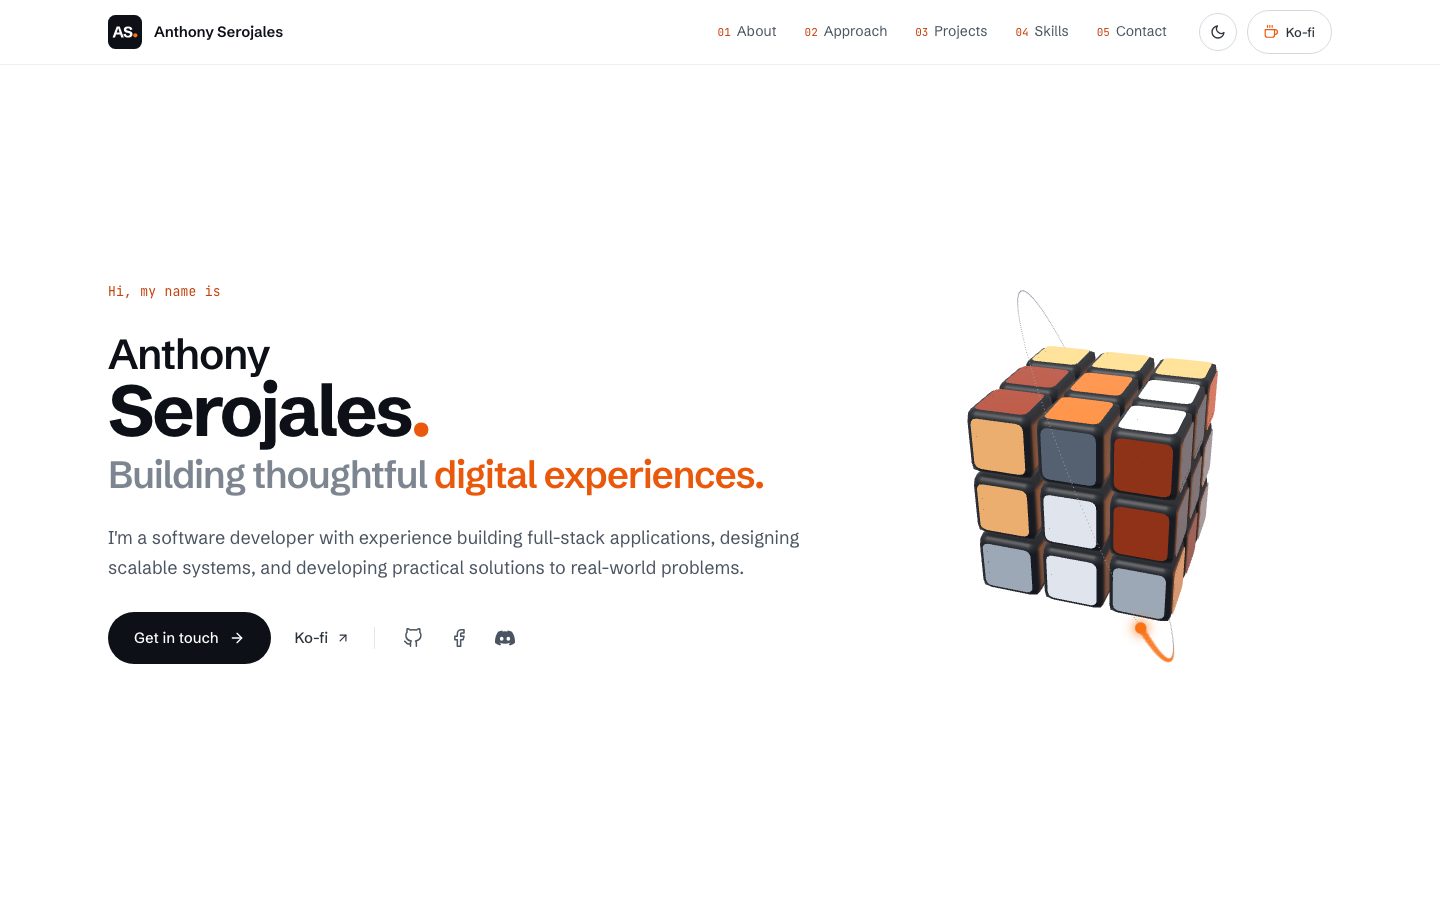 AS.
Anthony Serojales
01 About
02 Approach
03 Projects
04 Skills
05 Contact
Ko-fi
Hi, my name is
Anthony
Serojales.
Building thoughtful digital experiences.
I'm a software developer with experience building full-stack applications, designing
scalable systems, and developing practical solutions to real-world problems.
Get in touch
Ko-fi